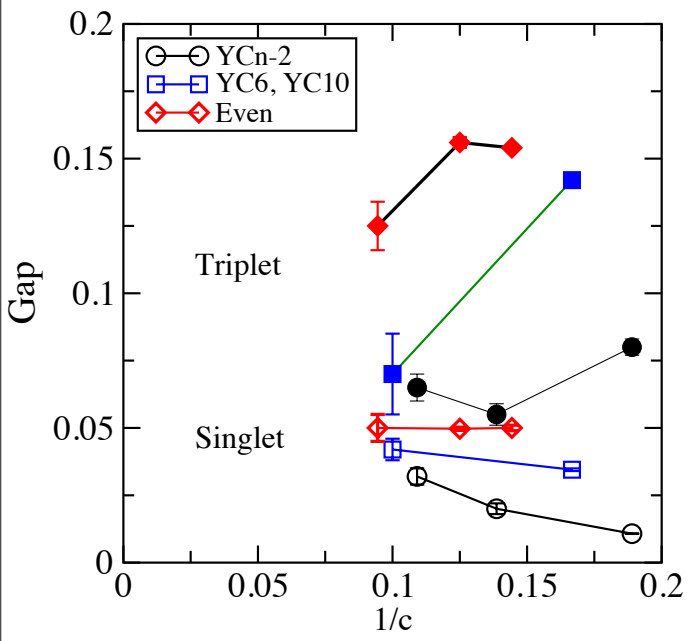 0.2
YCn-2
YC6, YC10
Even
0.15
Triplet
Gap
0.1
Singlet
0.05
0
0 0.05 0.1 0.15 0.2
1/c